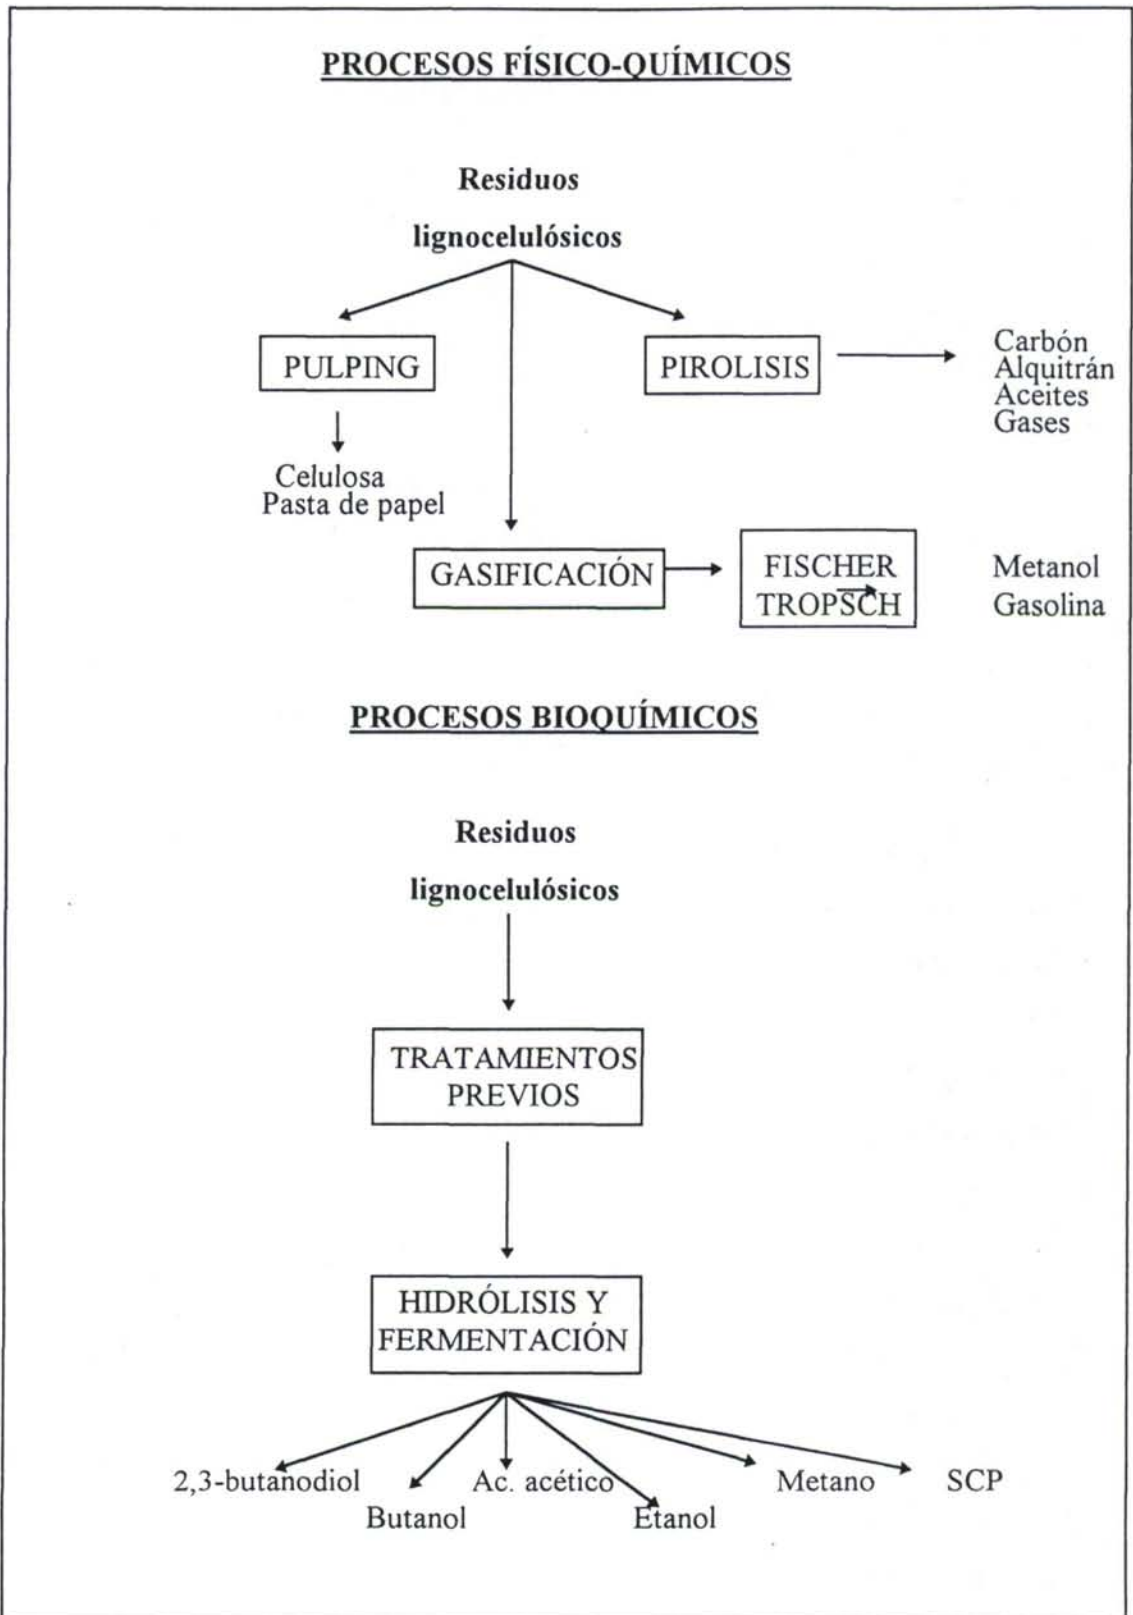 PROCESOS FÍSICO-QUÍMICOS
Residuos
lignocelulósicos
PULPING
PIROLISIS
Carbón
Alquitrán
Aceites
Gases
Celulosa
Pasta de papel
GASIFICACIÓN
FISCHER
TROPSCH
Metanol
Gasolina
PROCESOS BIOQUÍMICOS
Residuos
lignocelulósicos
TRATAMIENTOS
PREVIOS
HIDRÓLISIS Y
FERMENTACIÓN
2,3-butanodiol
Ac. acético
Metano
SCP
Butanol
Etanol